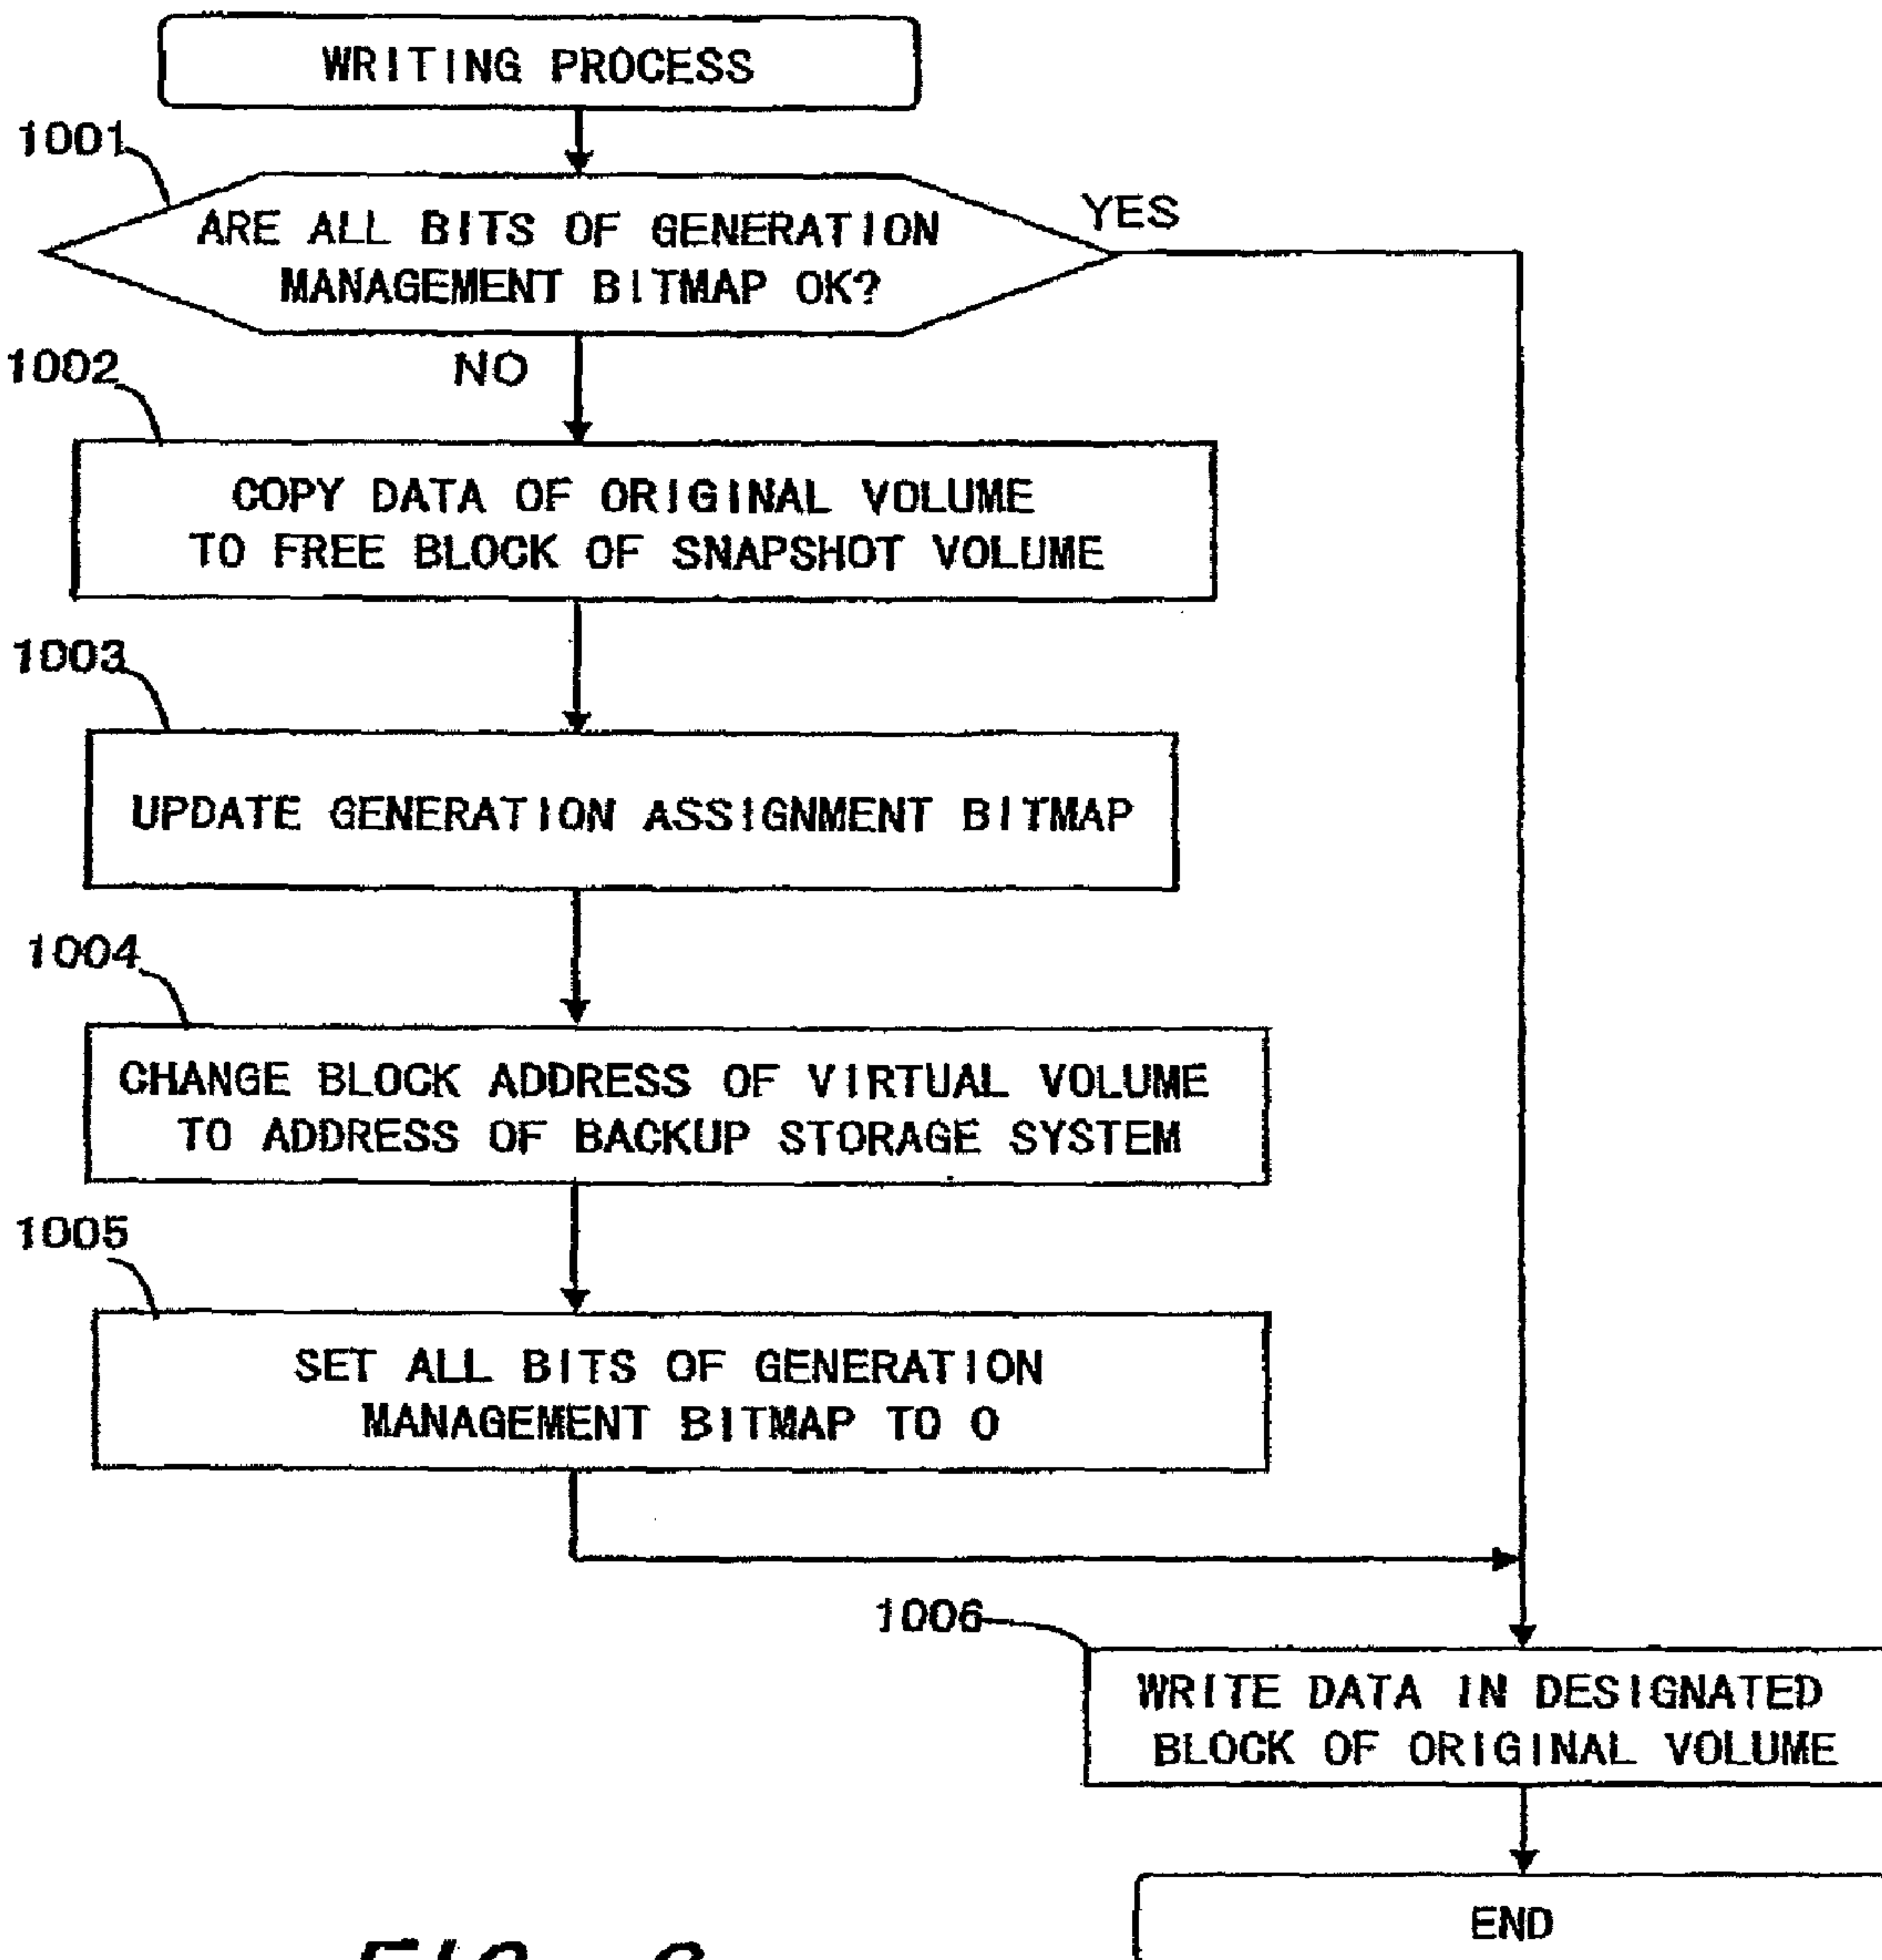 WRITING PROCESS
1001
ARE ALL BITS OF GENERATION
MANAGEMENT BITMAP OK?
YES
NO
1002
COPY DATA OF ORIGINAL VOLUME
TO FREE BLOCK OF SNAPSHOT VOLUME
1003
UPDATE GENERATION ASSIGNMENT BITMAP
1004
CHANGE BLOCK ADDRESS OF VIRTUAL VOLUME
TO ADDRESS OF BACKUP STORAGE SYSTEM
1005
SET ALL BITS OF GENERATION
MANAGEMENT BITMAP TO 0
1006
WRITE DATA IN DESIGNATED
BLOCK OF ORIGINAL VOLUME
END
FIG.